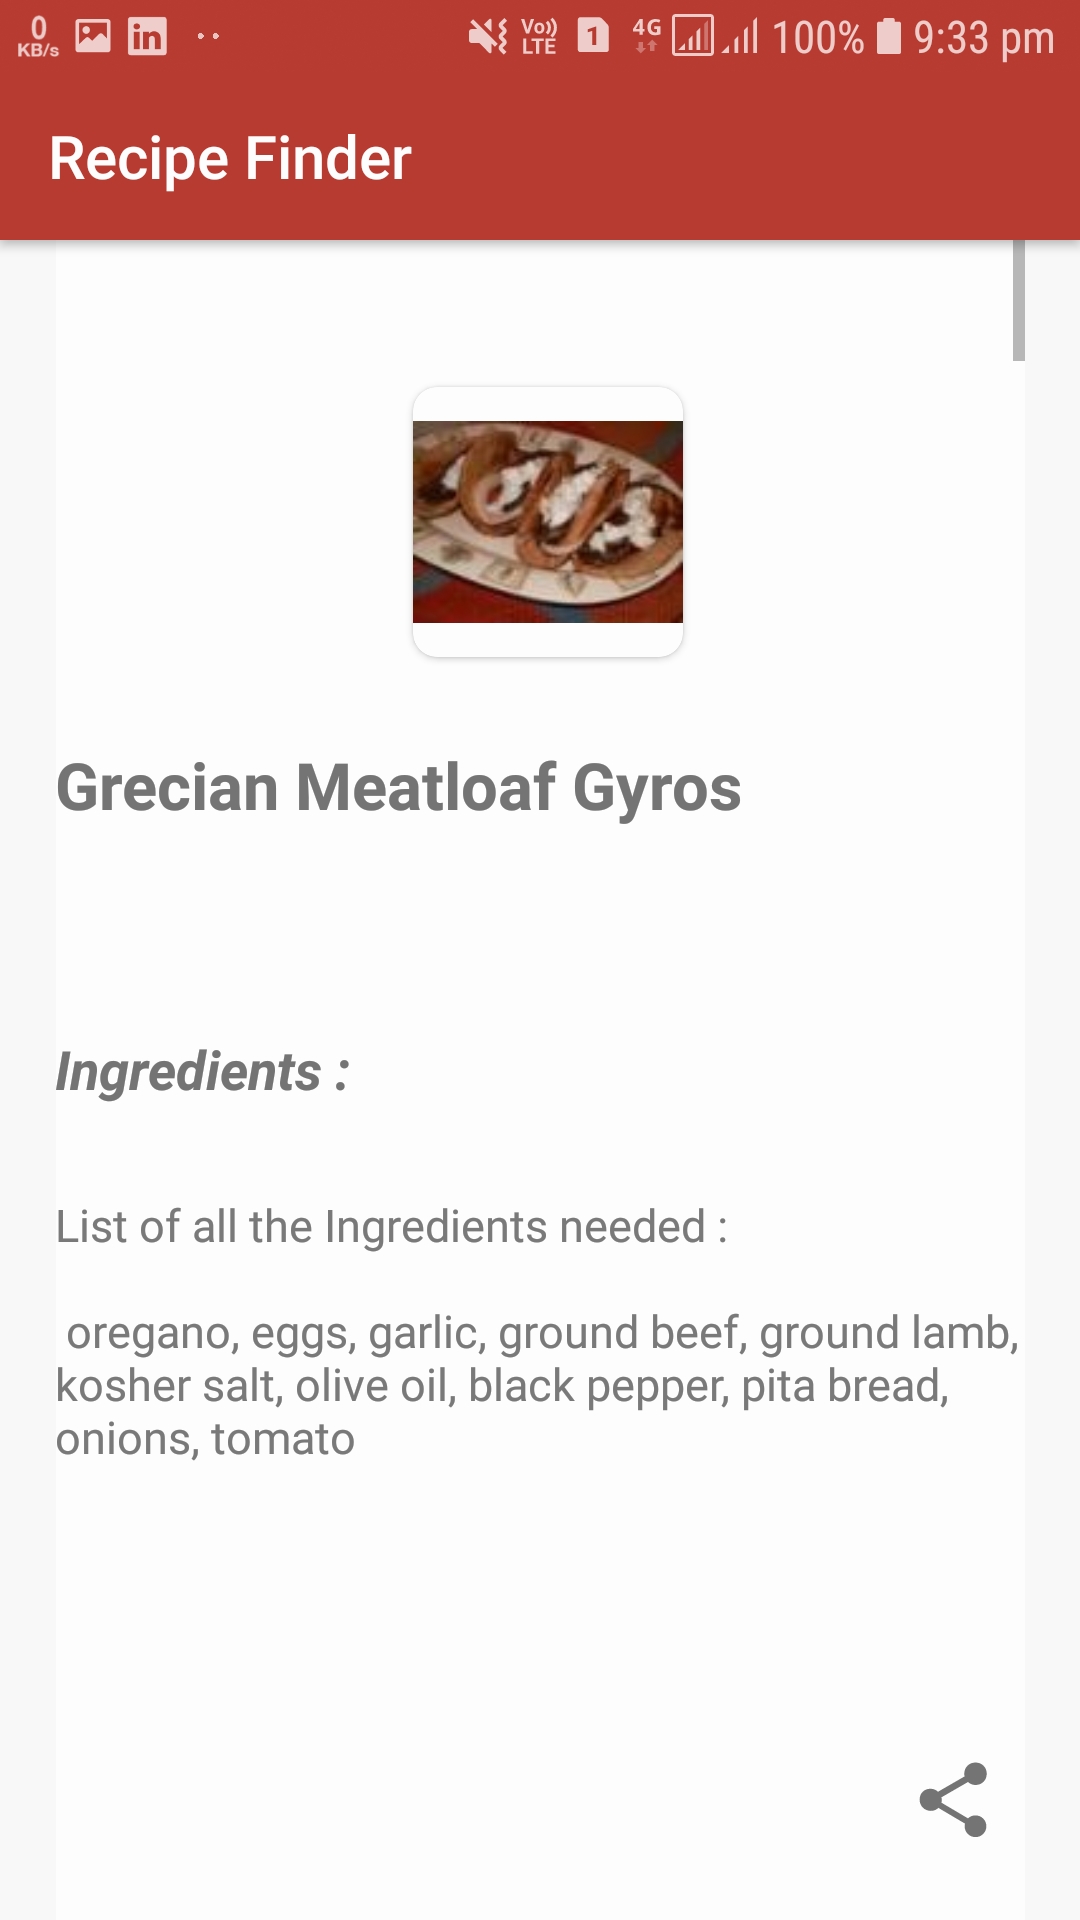 0
KB/s
in
Vo))
LTE
1
4G
100%
9:33 pm
Recipe Finder
Grecian Meatloaf Gyros
Ingredients :
List of all the Ingredients needed :
oregano, eggs, garlic, ground beef, ground lamb,
kosher salt, olive oil, black pepper, pita bread,
onions, tomato